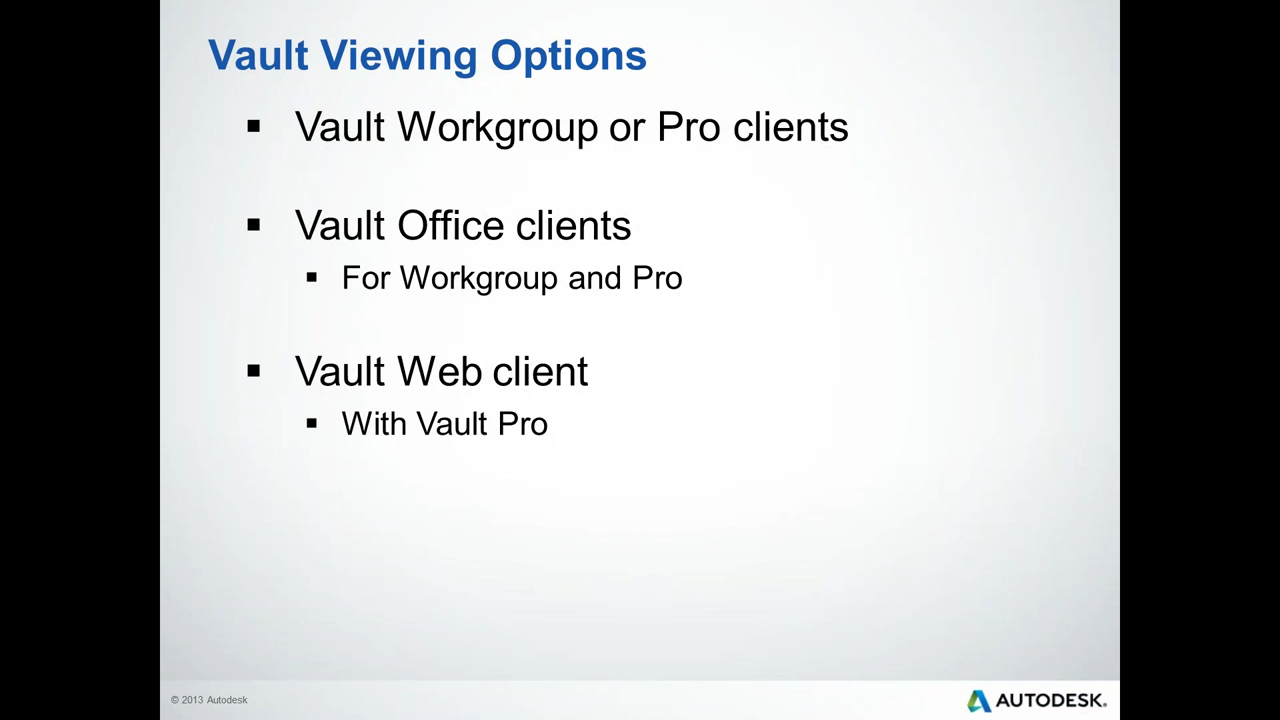 Vault Viewing Options
▪ Vault Workgroup or Pro clients
▪ Vault Office clients
▪ For Workgroup and Pro
▪ Vault Web client
▪ With Vault Pro
© 2013 Autodesk
AUTODESK.